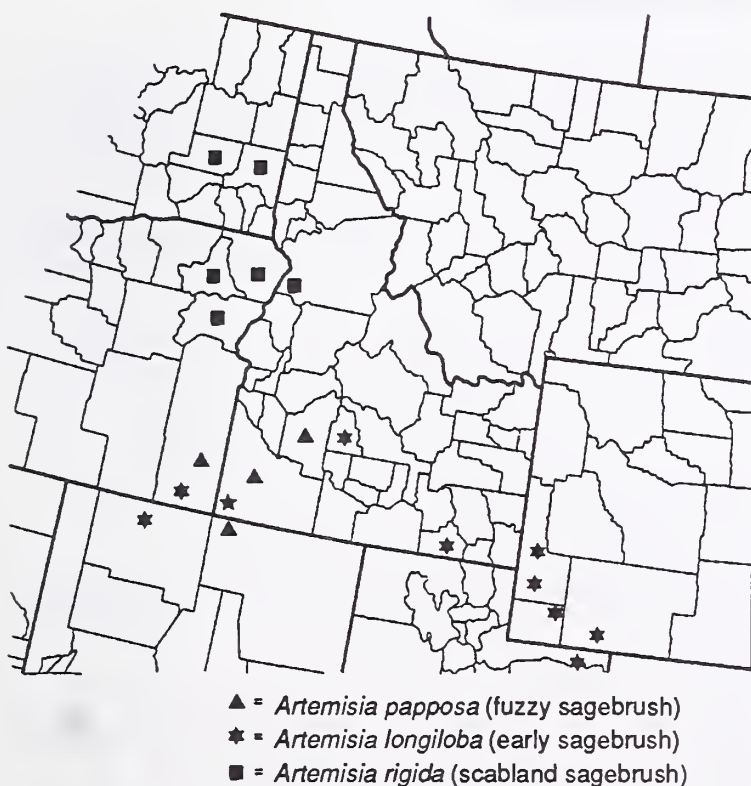 ▲ = Artemisia papposa (fuzzy sagebrush)
✶ = Artemisia longiloba (early sagebrush)
■ = Artemisia rigida (scabland sagebrush)